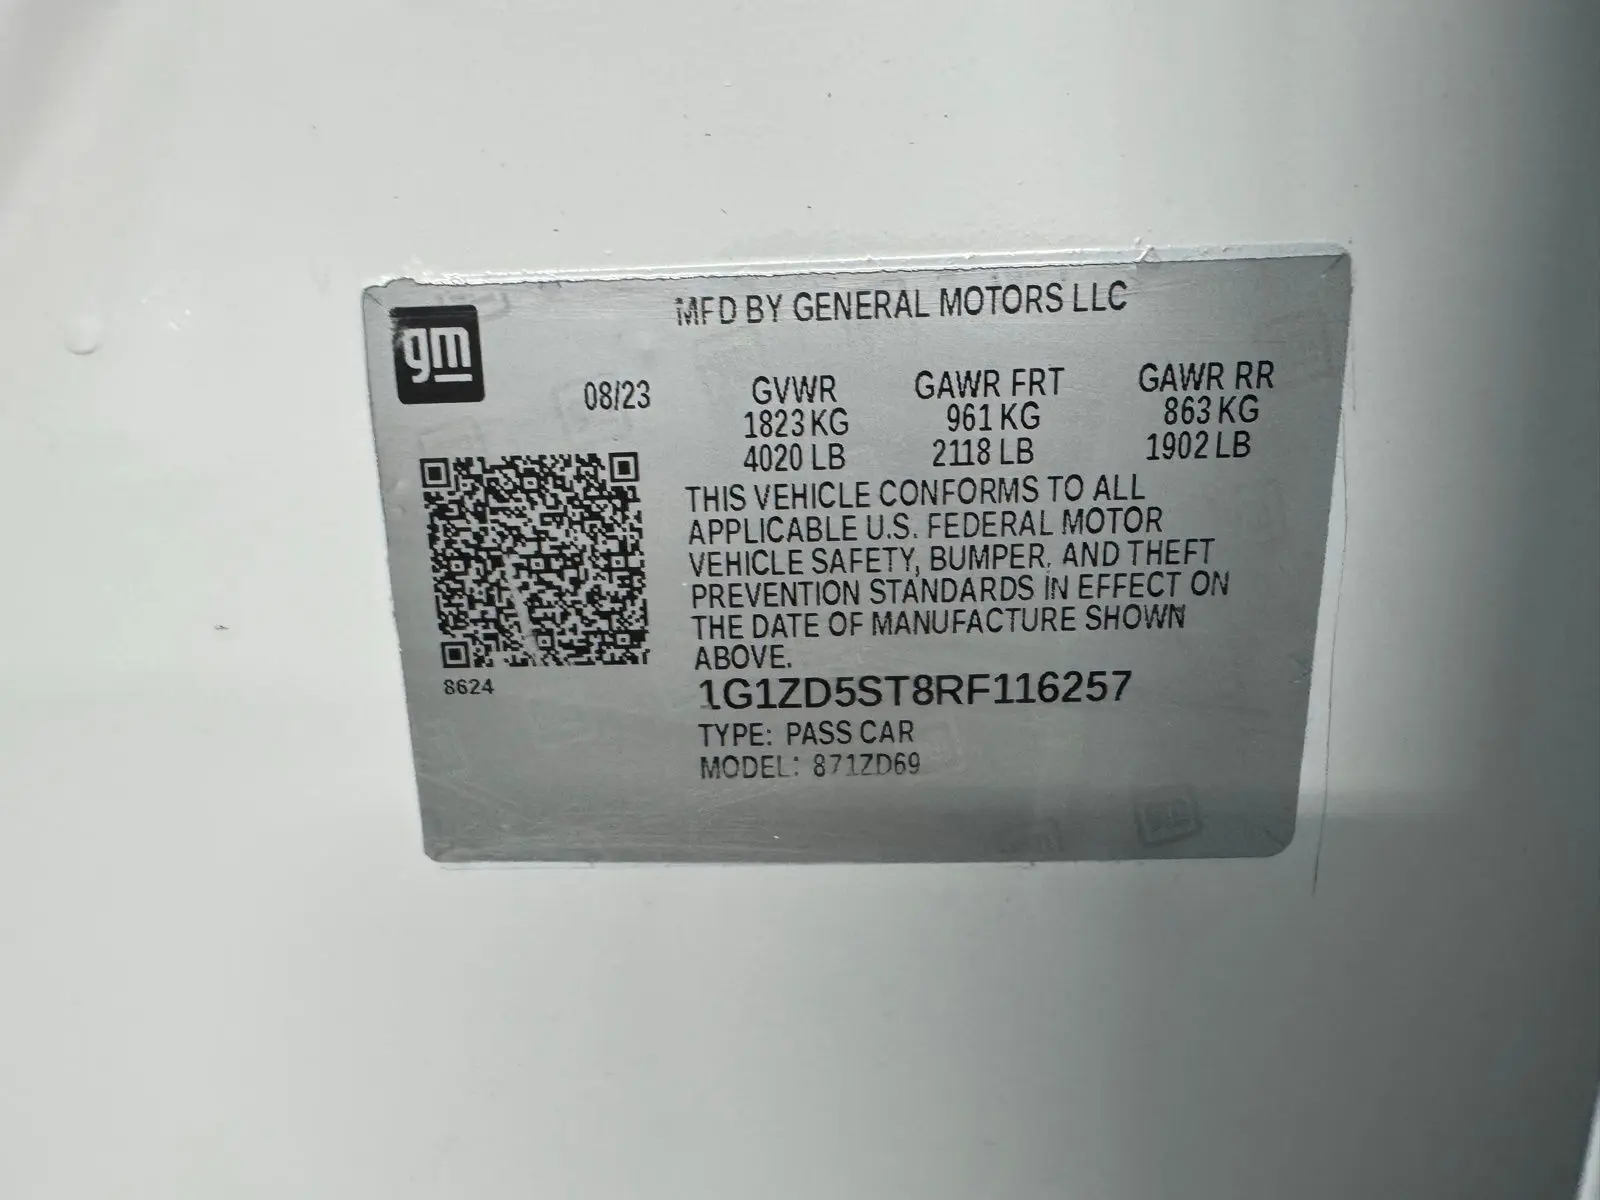 MFD BY GENERAL MOTORS LLC
gm
08/23
GVWR GAWR FRT GAWR RR
1823 KG 961 KG 863 KG
4020 LB 2118 LB 1902 LB
THIS VEHICLE CONFORMS TO ALL
APPLICABLE U.S. FEDERAL MOTOR
VEHICLE SAFETY, BUMPER, AND THEFT
PREVENTION STANDARDS IN EFFECT ON
THE DATE OF MANUFACTURE SHOWN
ABOVE.
8624
1G1ZD5ST8RF116257
TYPE: PASS CAR
MODEL: 871ZD69